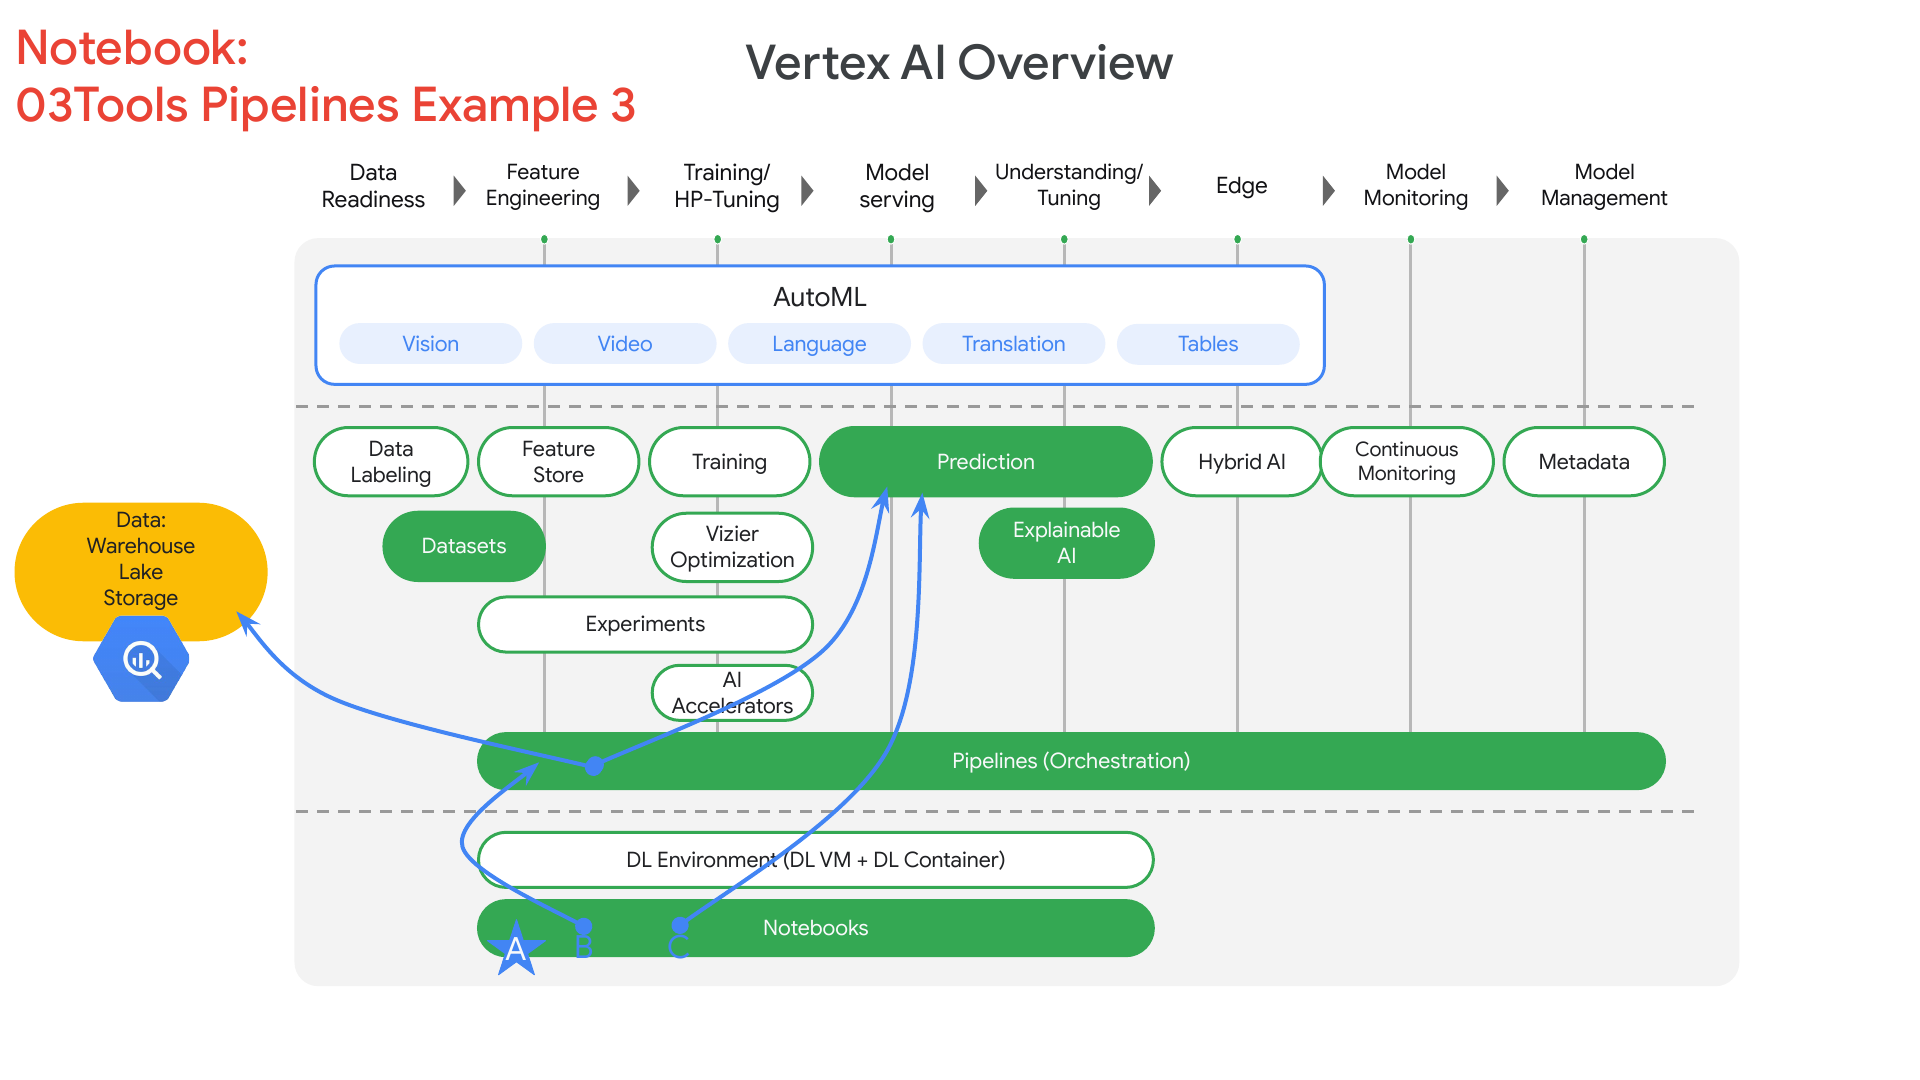 Notebook:
03Tools Pipelines Example 3
Vertex AI Overview
Data
Readiness
Feature
Engineering
Training/
HP-Tuning
Model
serving
Understanding/
Tuning
Edge
Model
Monitoring
Model
Management
AutoML
Vision
Video
Language
Translation
Tables
Data
Labeling
Feature
Store
Training
Prediction
Hybrid AI
Continuous
Monitoring
Metadata
Data:
Warehouse
Lake
Storage
Datasets
Vizier
Optimization
Explainable
AI
Experiments
AI
Accelerators
Pipelines (Orchestration)
DL Environment (DL VM + DL Container)
Notebooks
A
B
C